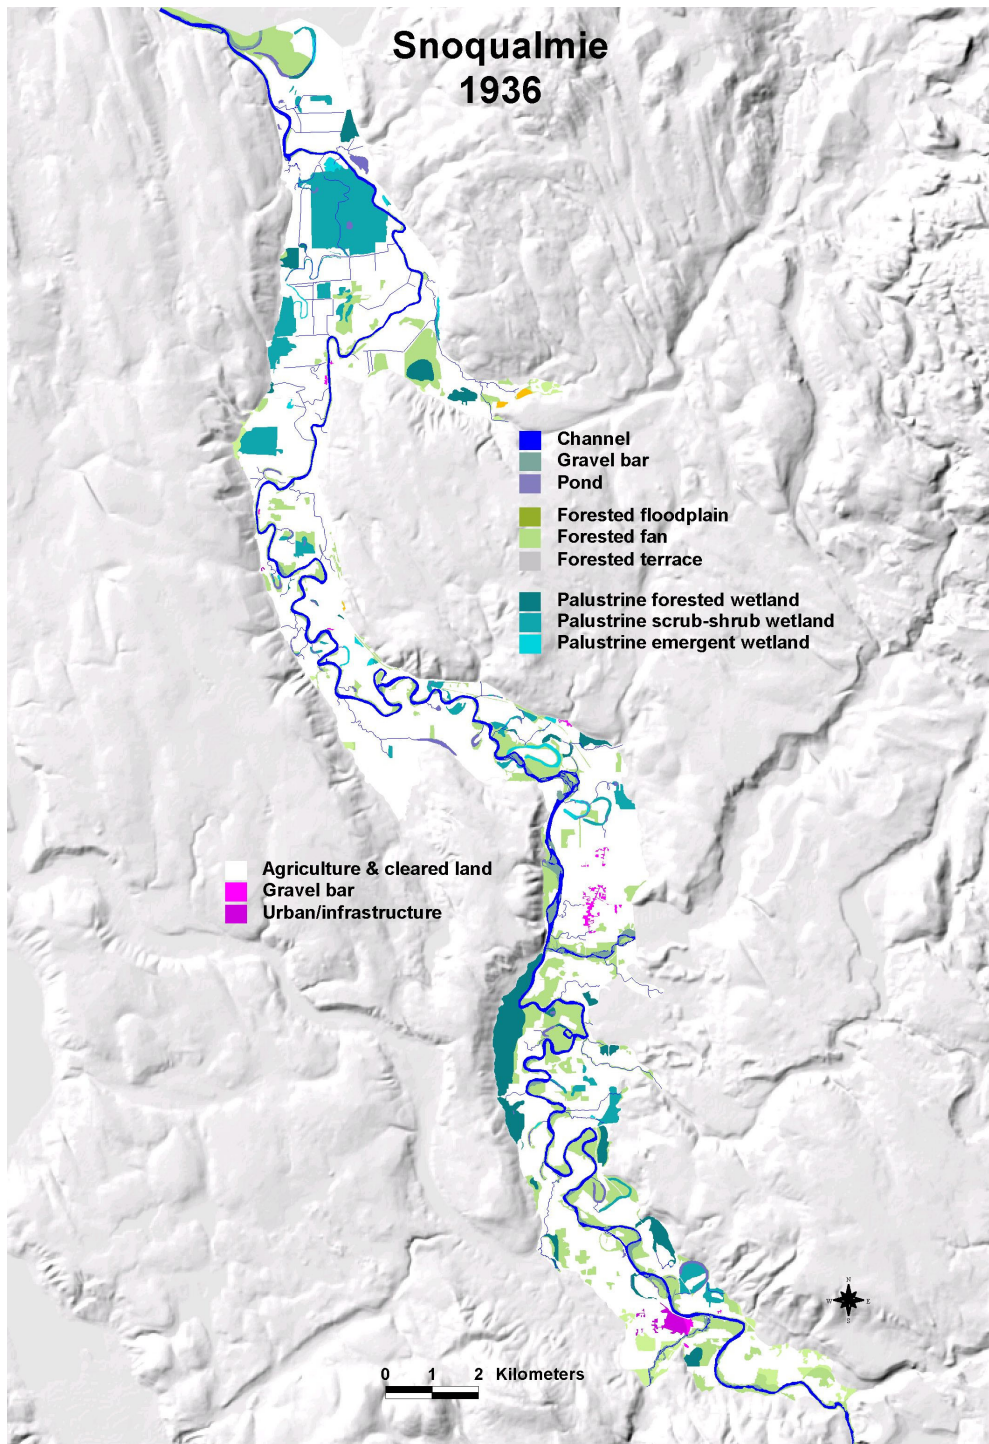 Snoqualmie
1936
Channel
Gravel bar
Pond
Forested floodplain
Forested fan
Forested terrace
Palustrine forested wetland
Palustrine scrub-shrub wetland
Palustrine emergent wetland
Agriculture & cleared land
Gravel bar
Urban/infrastructure
N
W E
S
0 1 2 Kilometers